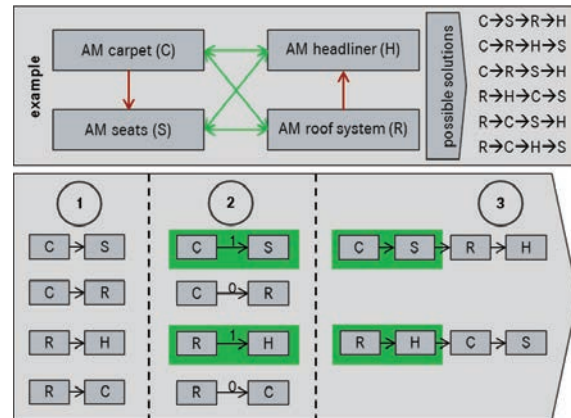 example
AM carpet (C)
AM headliner (H)
AM seats (S)
AM roof system (R)
possible solutions
C→S→R→H
C→R→H→S
C→R→S→H
R→H→C→S
R→C→S→H
R→C→H→S
1
2
3
C → S
C 1 → S
C → S → R → H
C → R
C 0 → R
R → H
R 1 → H
R → H → C → S
R → C
R 0 → C